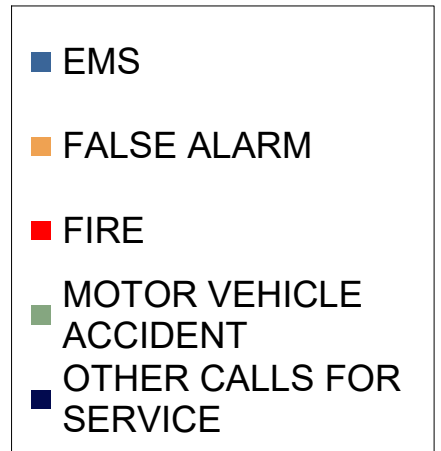 EMS
FALSE ALARM
FIRE
MOTOR VEHICLE
ACCIDENT
OTHER CALLS FOR
SERVICE